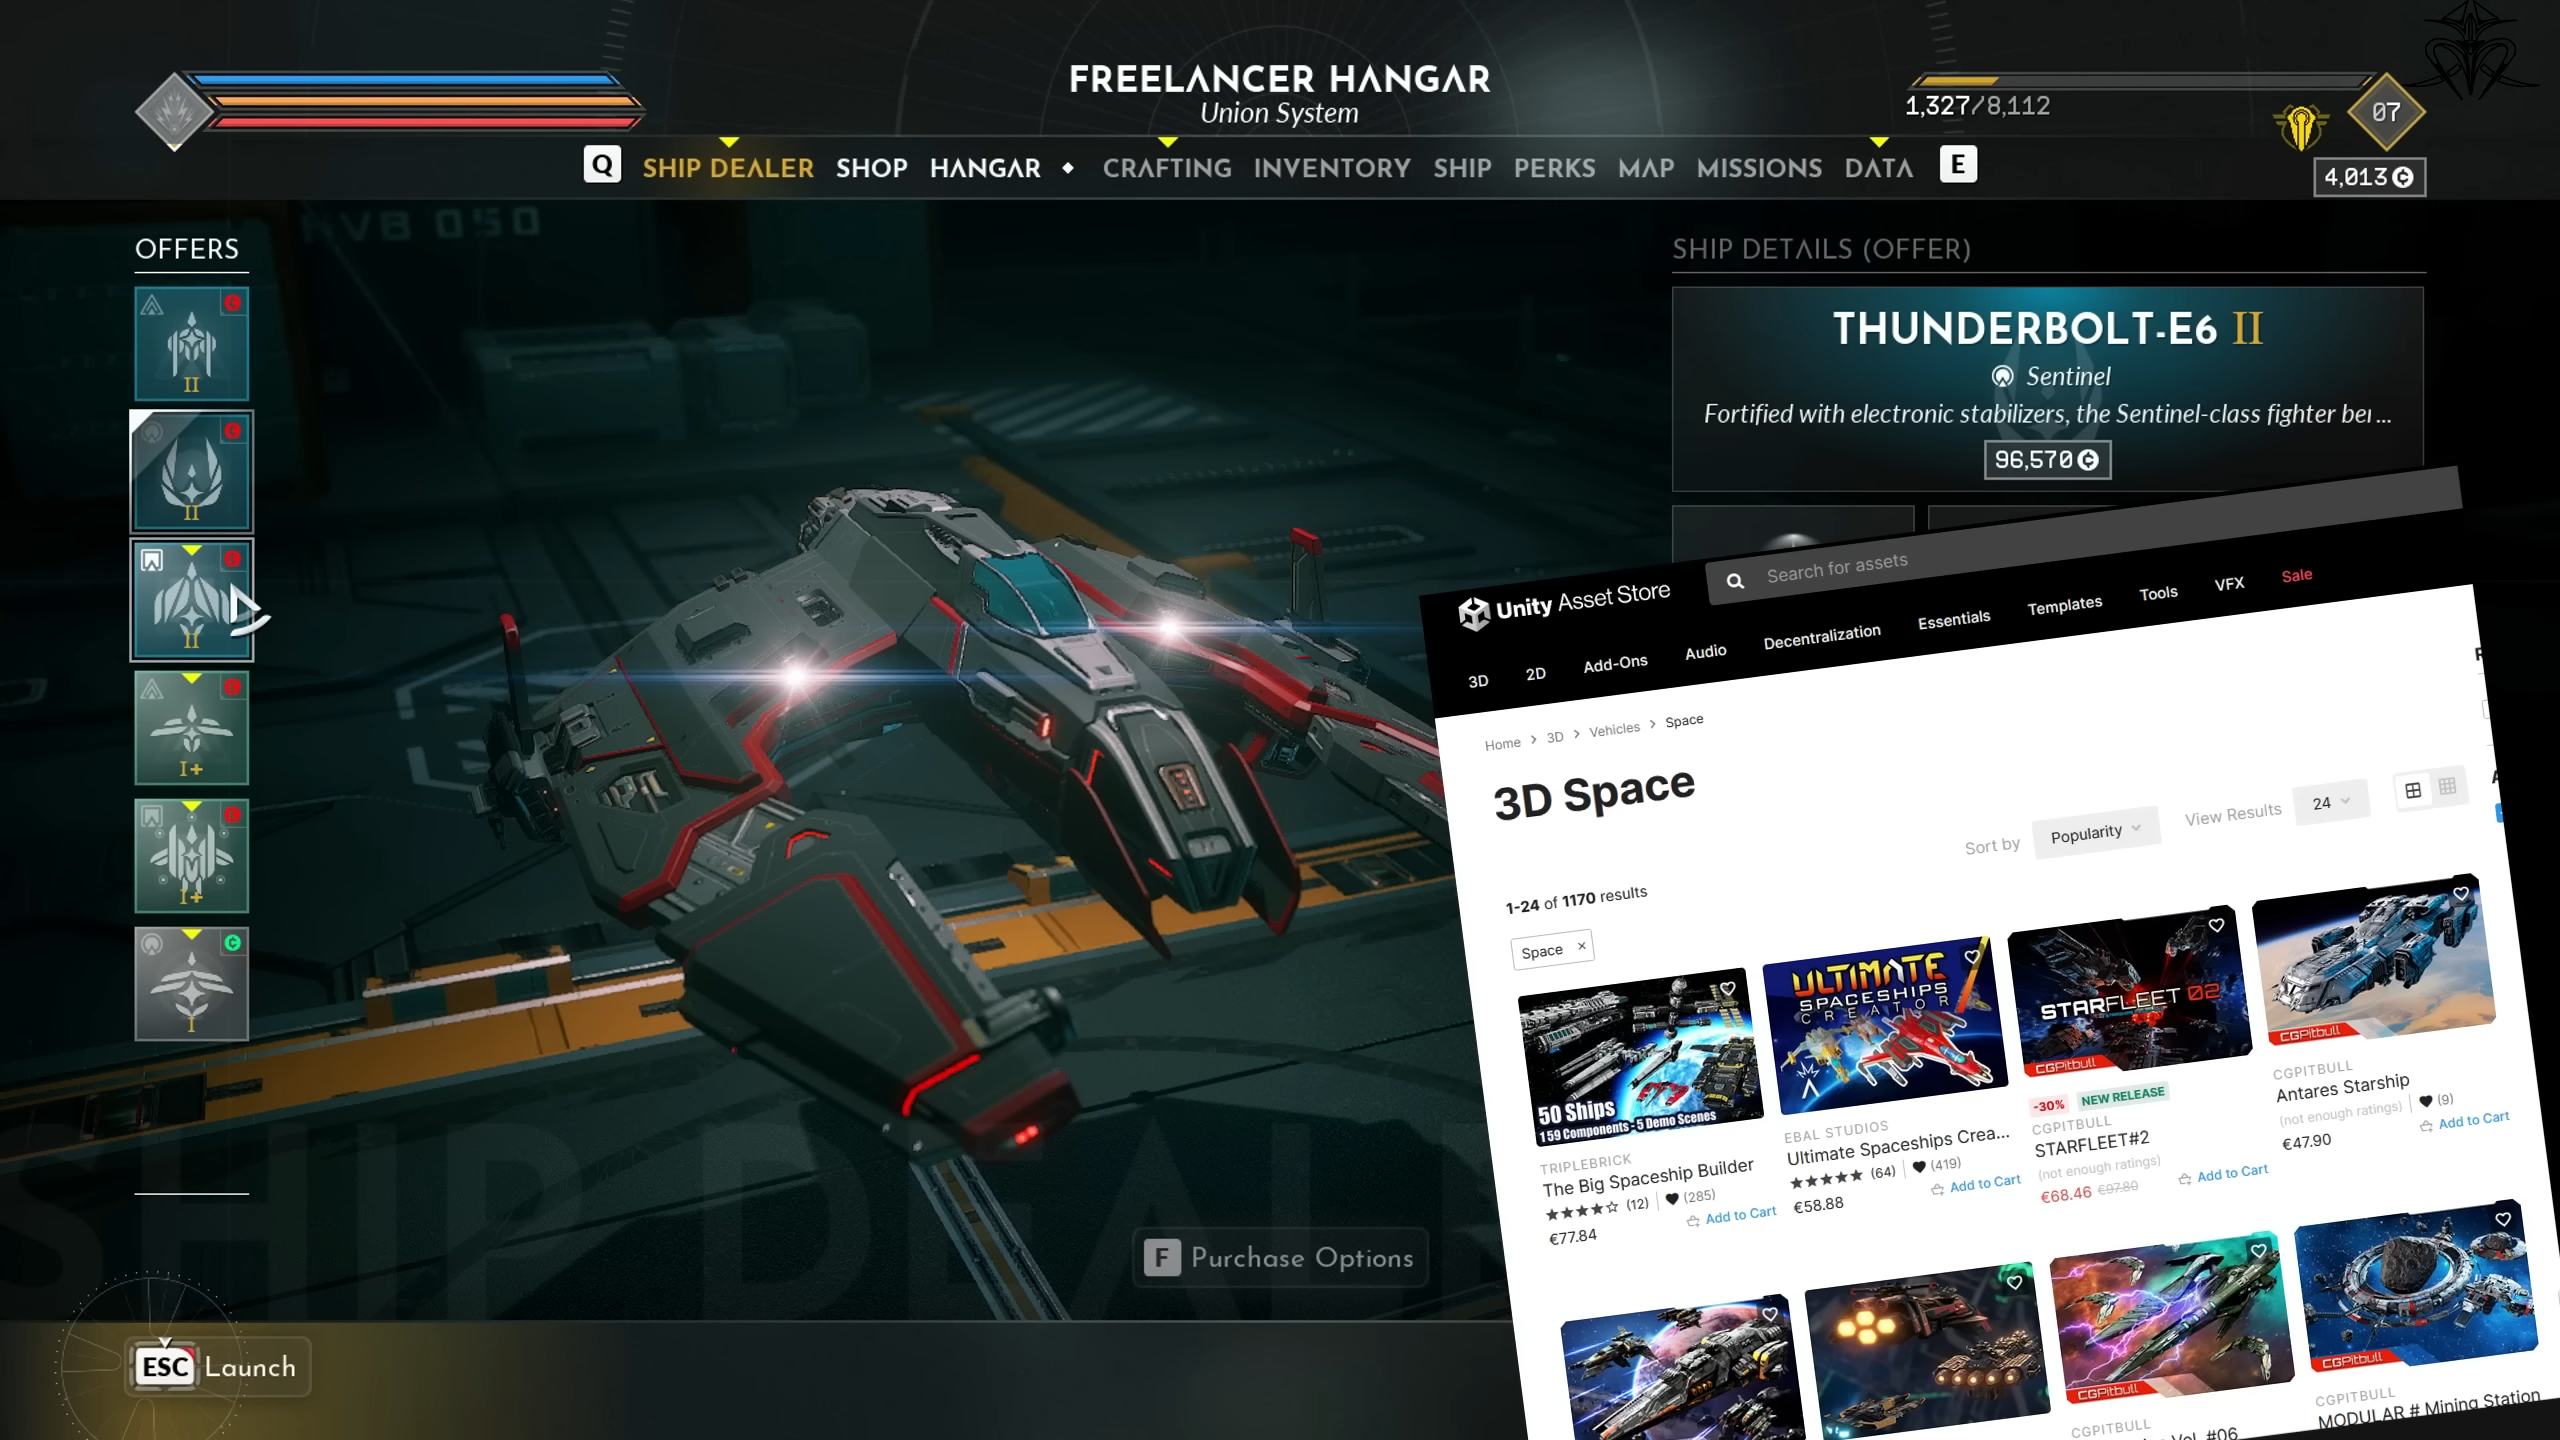 FREELANCER HANGAR
Union System
1,327/8,112
07
4,013
Q
SHIP DEALER
SHOP
HANGAR
CRAFTING
INVENTORY
SHIP
PERKS
MAP
MISSIONS
DATA
E
OFFERS
II
II
II
I+
I+
I
SHIP DETAILS (OFFER)
THUNDERBOLT-E6 II
Sentinel
Fortified with electronic stabilizers, the Sentinel-class fighter bei...
96,570
050
SHIP DEAL
F Purchase Options
ESC Launch
Unity Asset Store
Search for assets
3D
2D
Add-Ons
Audio
Decentralization
Essentials
Templates
Tools
VFX
Sale
Home > 3D > Vehicles > Space
3D Space
Sort by
Popularity
View Results
24
1-24 of 1170 results
Space ×
50 Ships
159 Components - 5 Demo Scenes
TRIPLEBRICK
The Big Spaceship Builder
(12) | (285)
€77.84
Add to Cart
ULTIMATE
SPACESHIPS
CREATOR
EBAL STUDIOS
Ultimate Spaceships Crea...
(64) | (419)
€58.88
Add to Cart
STARFLEET 02
CGPitbull
-30%
NEW RELEASE
CGPITBULL
STARFLEET#2
(not enough ratings)
€68.46 €97.80
Add to Cart
CGPitbull
CGPITBULL
Antares Starship
(not enough ratings) | (9)
€47.90
Add to Cart
CGPitbull
CGPITBULL
Vol. #06
CGPitbull
CGPITBULL
MODULAR # Mining Station